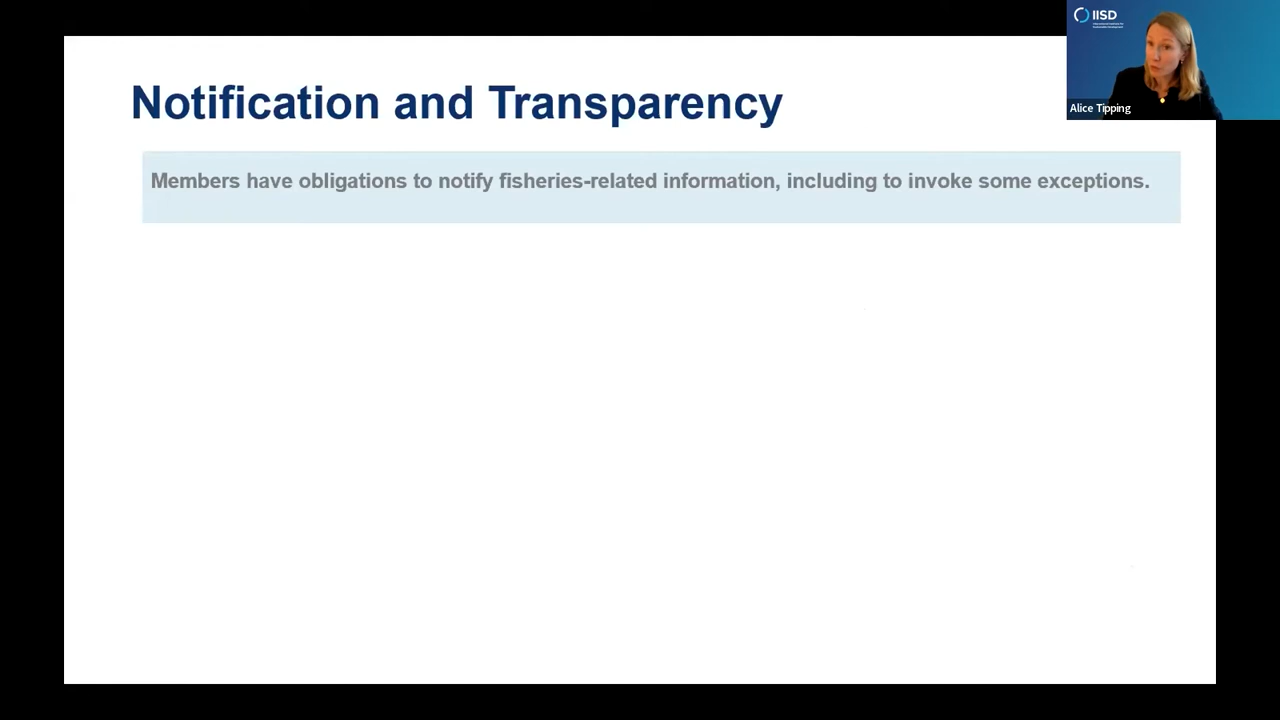 IISD
Alice Tipping
Notification and Transparency
Members have obligations to notify fisheries-related information, including to invoke some exceptions.